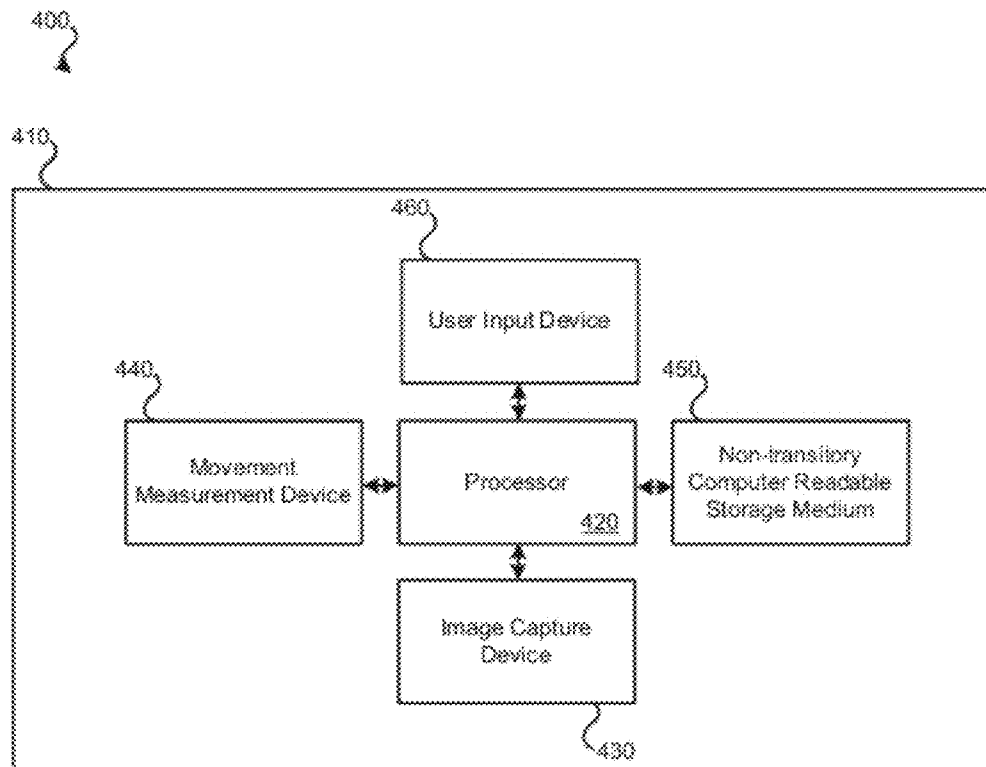 400
410
460
User Input Device
440
450
Movement
Measurement Device
Processor
420
Non-transitory
Computer Readable
Storage Medium
Image Capture
Device
430